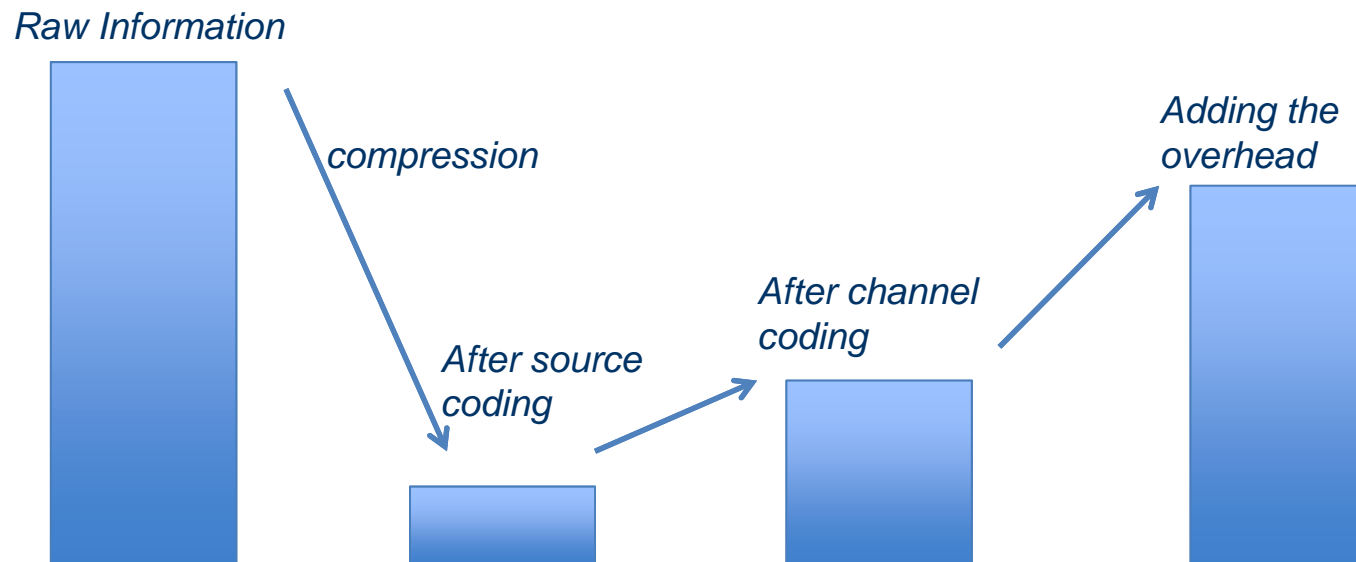 Raw Information
compression
After source
coding
After channel
coding
Adding the
overhead